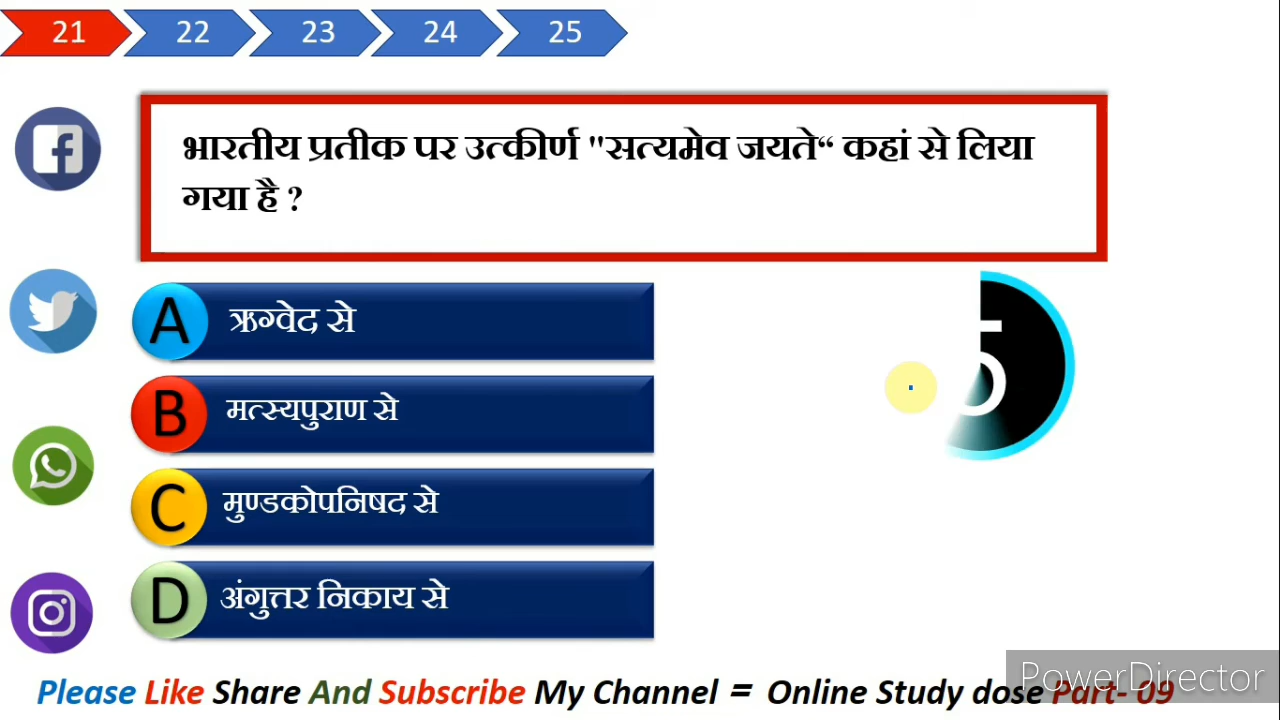 21 22 23 24 25
भारतीय प्रतीक पर उत्कीर्ण "सत्यमेव जयते“ कहां से लिया
गया है ?
A ऋग्वेद से
5
B मत्स्यपुराण से
C मुण्डकोपनिषद से
D अंगुत्तर निकाय से
Please Like Share And Subscribe My Channel = Online Study dose Part- 09
PowerDirector